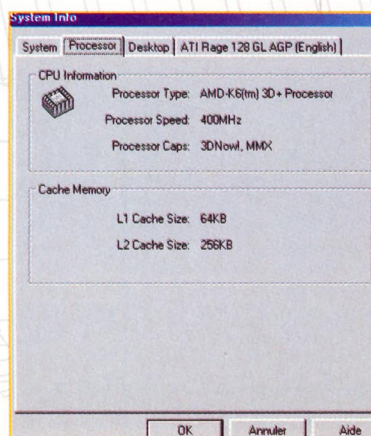 System Info
System Processor Desktop ATI Rage 128 GL AGP (English)
CPU Information
Processor Type: AMD-K6(tm) 3D+ Processor
Processor Speed: 400MHz
Processor Caps: 3DNow!, MMX
Cache Memory
L1 Cache Size: 64KB
L2 Cache Size: 256KB
OK Annuler Aide